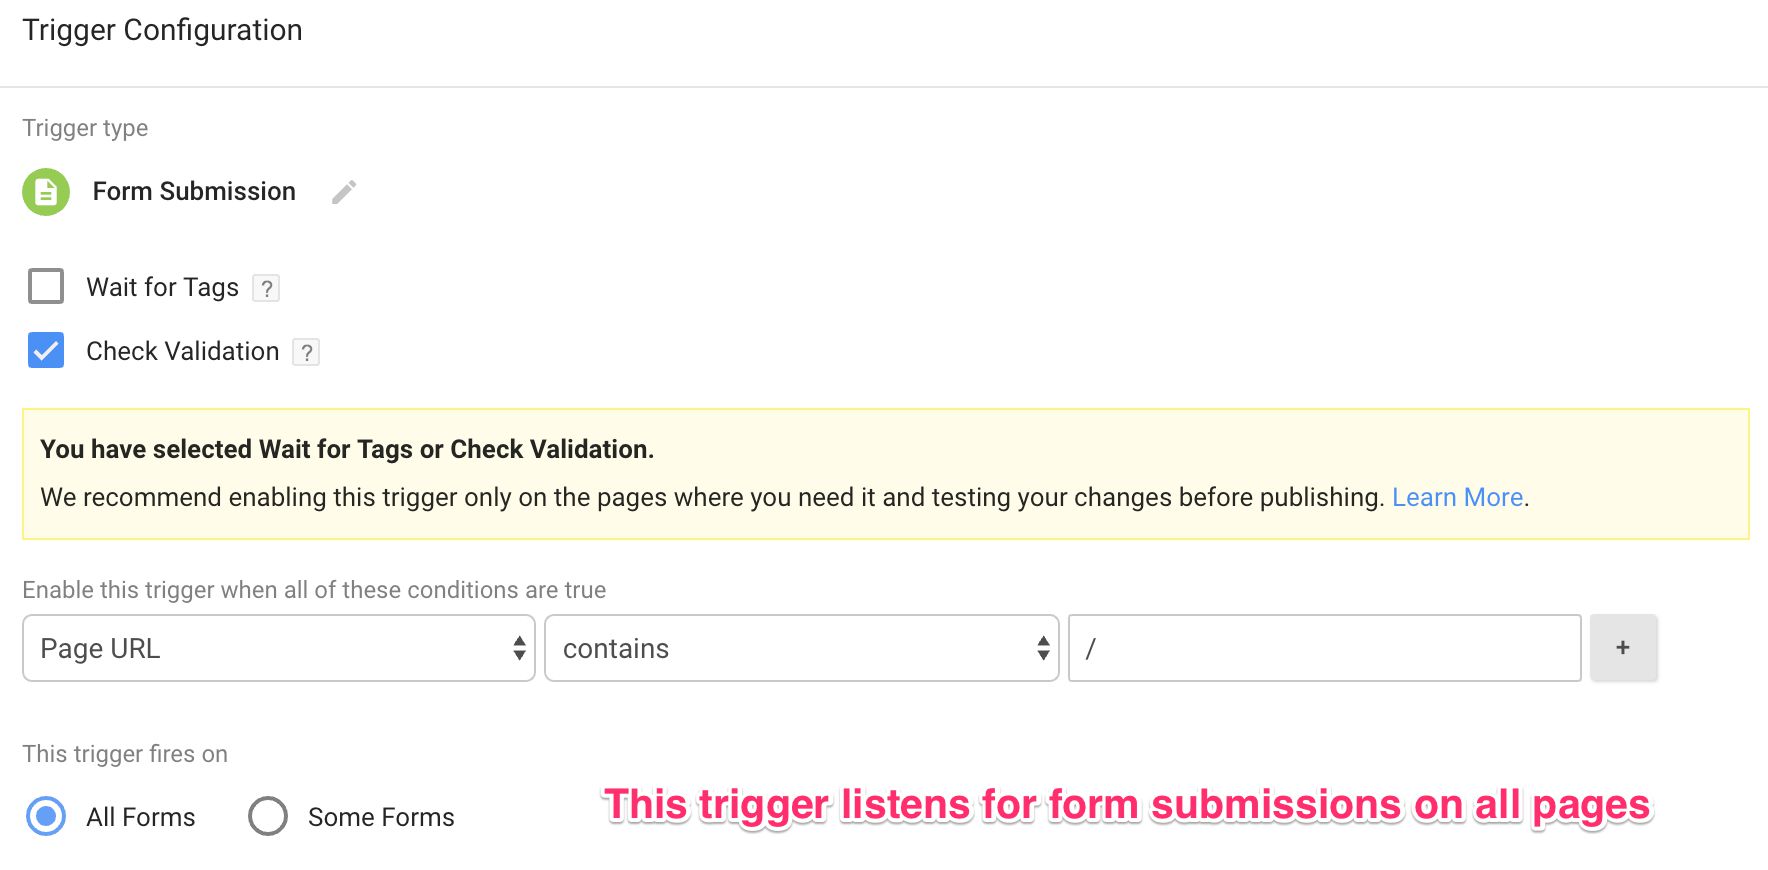 Trigger Configuration
Trigger type
Form Submission
Wait for Tags ?
Check Validation ?
You have selected Wait for Tags or Check Validation.
We recommend enabling this trigger only on the pages where you need it and testing your changes before publishing. Learn More.
Enable this trigger when all of these conditions are true
Page URL contains / +
This trigger fires on
All Forms Some Forms
This trigger listens for form submissions on all pages